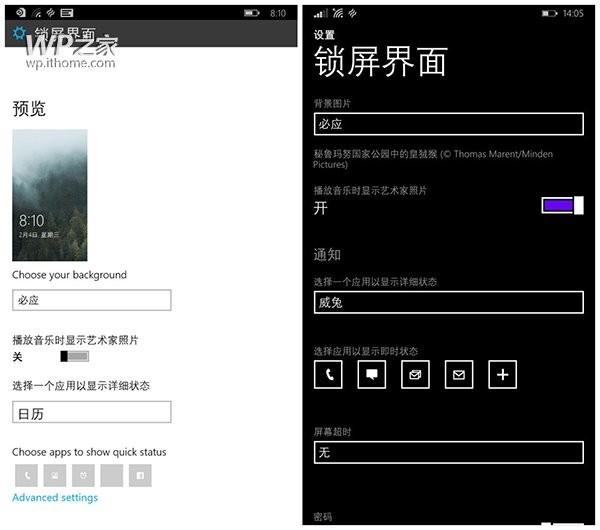 8:10
锁屏界面
WP之家
wp.ithome.com
预览
8:10
2月4日, 星期三
Choose your background
必应
播放音乐时显示艺术家照片
关
选择一个应用以显示详细状态
日历
Choose apps to show quick status
Advanced settings
14:05
设置
锁屏界面
背景图片
必应
秘鲁玛努国家公园中的皇狨猴 (© Thomas Marent/Minden
Pictures)
播放音乐时显示艺术家照片
开
通知
选择一个应用以显示详细状态
威兔
选择应用以显示即时状态
屏幕超时
无
密码